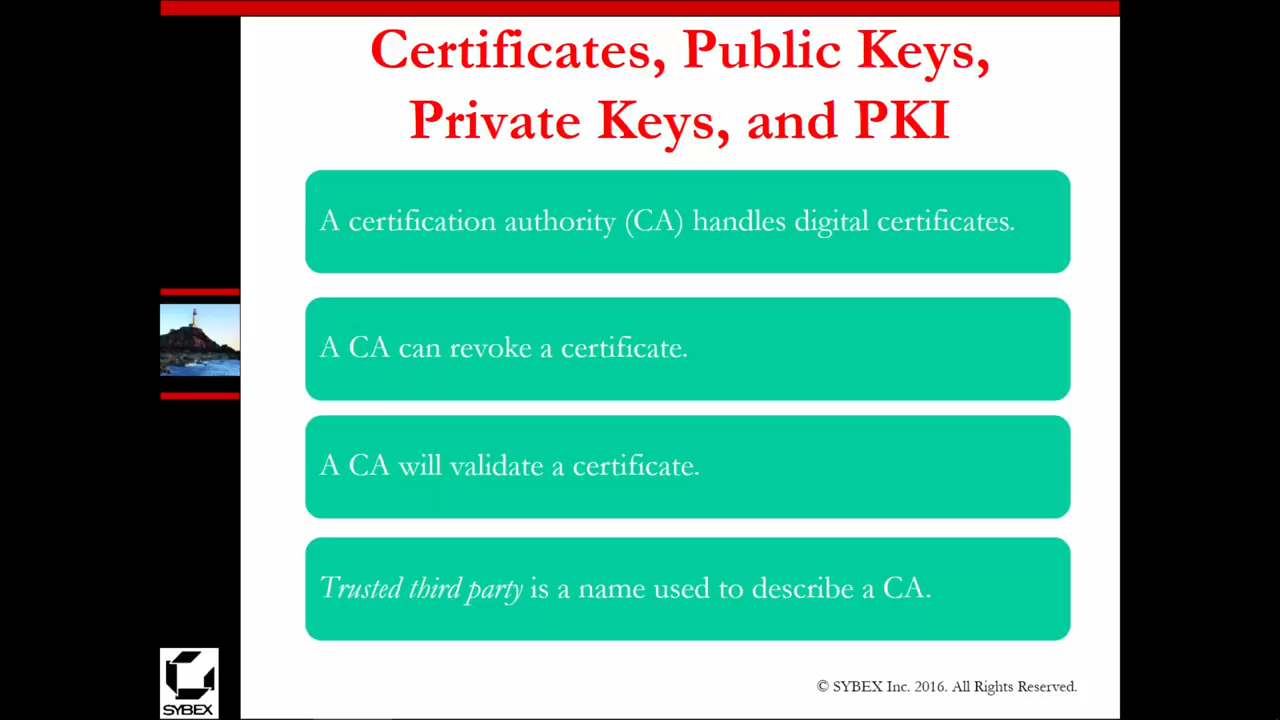 Certificates, Public Keys,
Private Keys, and PKI
A certification authority (CA) handles digital certificates.
A CA can revoke a certificate.
A CA will validate a certificate.
Trusted third party is a name used to describe a CA.
© SYBEX Inc. 2016. All Rights Reserved.
SYBEX